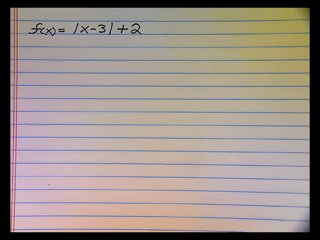 f(x) = |x-3| + 2